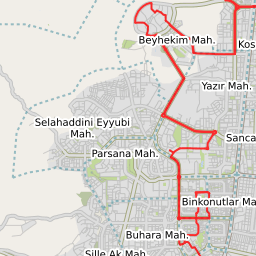 Beyhekim Mah.
Kos
Yazır Mah.
Selahaddini Eyyubi
Mah.
Sanca
Parsana Mah.
Binkonutlar Ma
Buhara Mah.
Sille Ak Mah